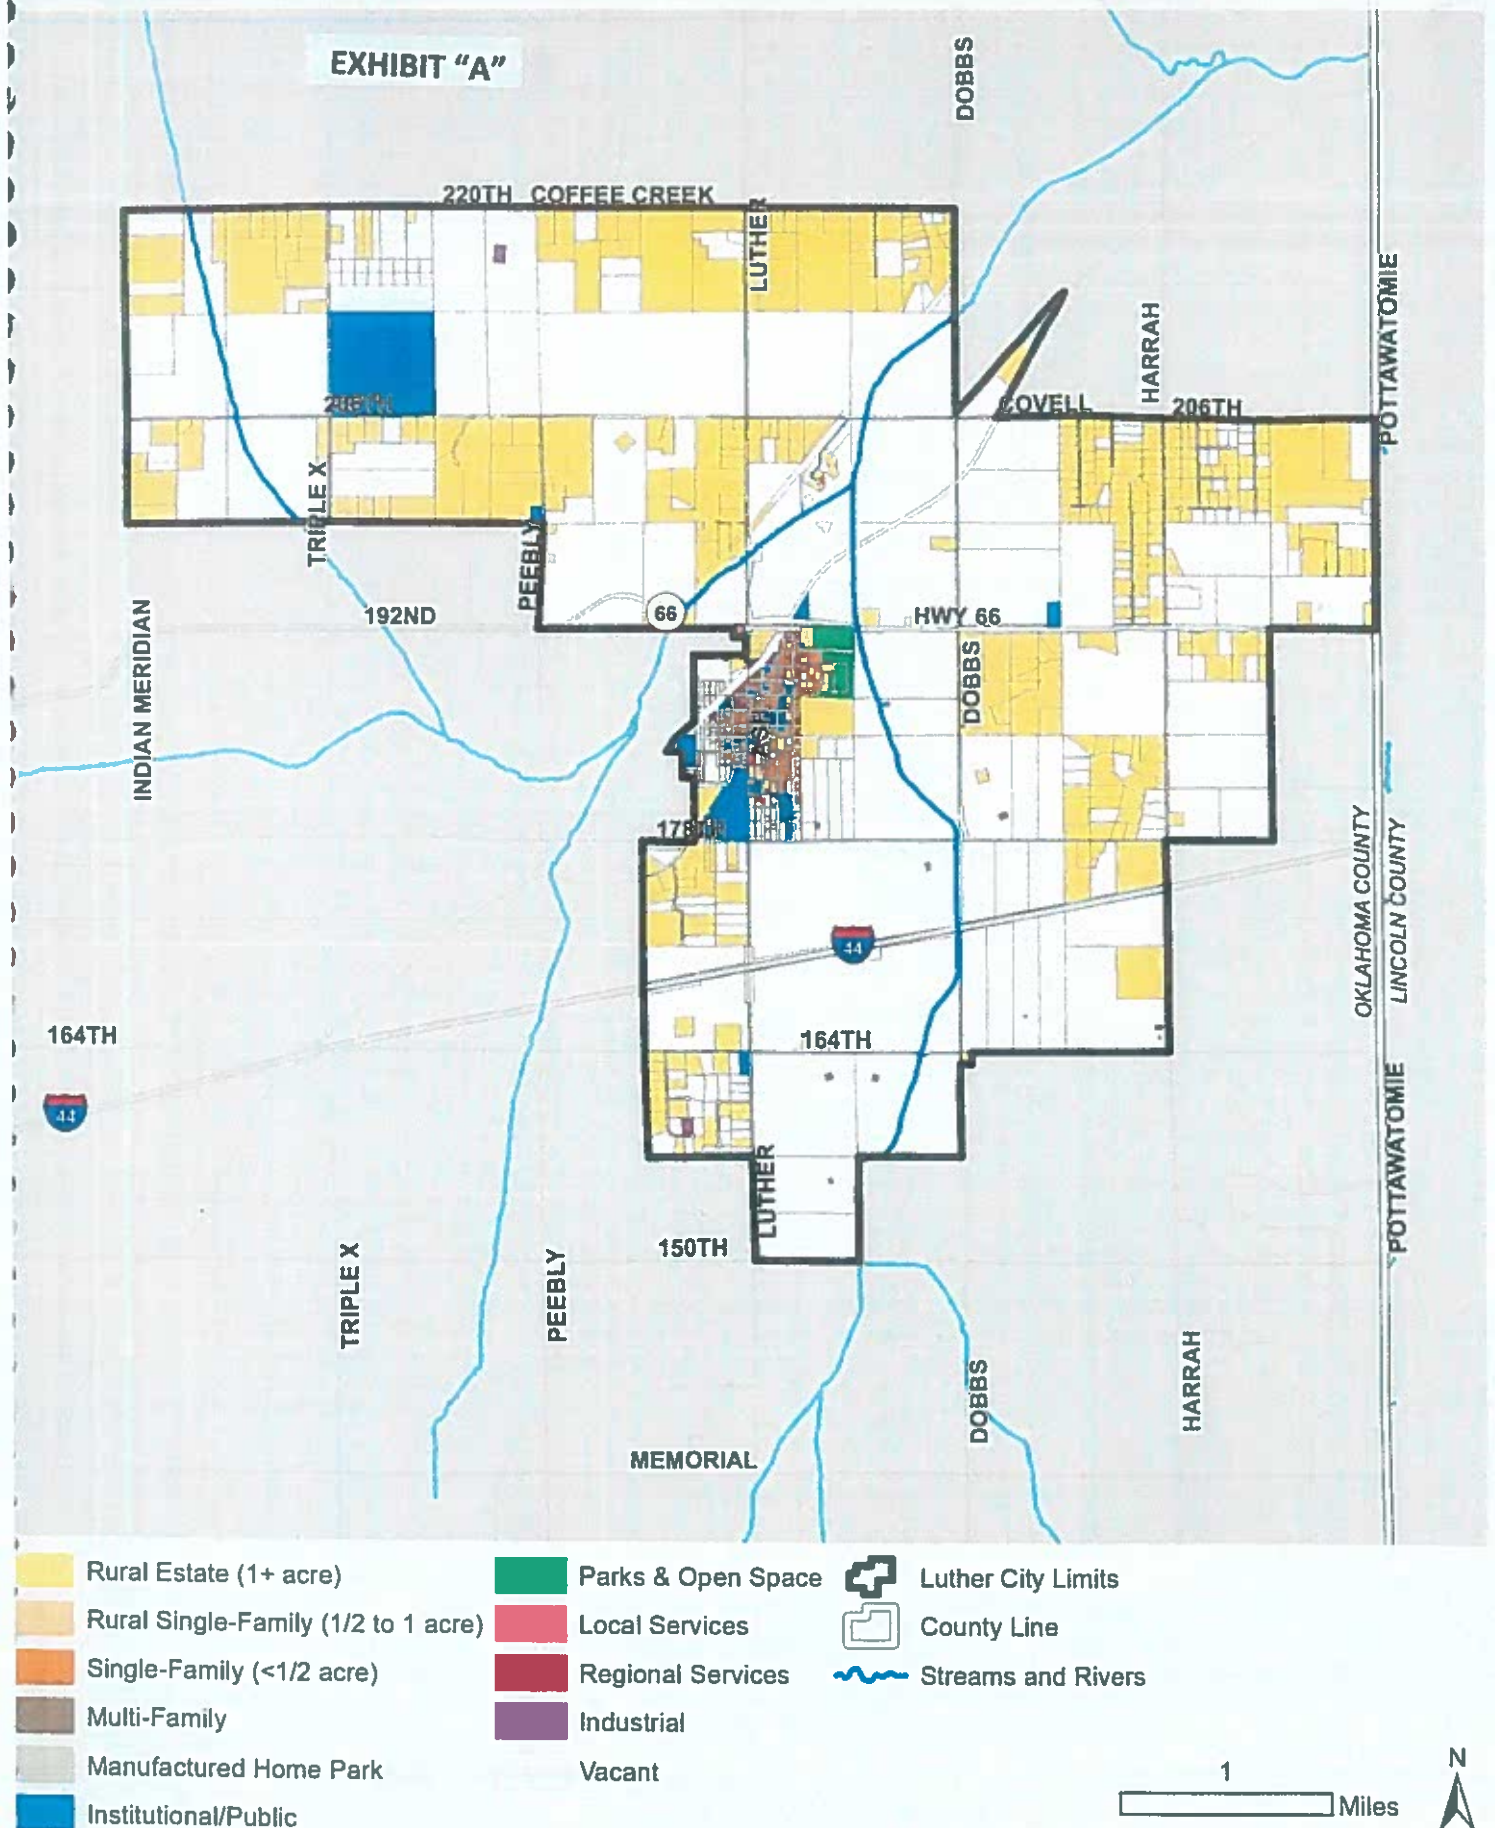 EXHIBIT “A”
DOBBS
220TH COFFEE CREEK
LUTHER
POTTAWATOMIE
HARRAH
206TH
COVELL
206TH
TRIPLE X
PEEBLY
192ND
66
HWY 66
INDIAN MERIDIAN
DOBBS
ASH
178TH
OKLAHOMA COUNTY
LINCOLN COUNTY
44
164TH
164TH
44
POTTAWATOMIE
LUTHER
150TH
TRIPLE X
PEEBLY
HARRAH
DOBBS
MEMORIAL
Rural Estate (1+ acre)
Rural Single-Family (1/2 to 1 acre)
Single-Family (<1/2 acre)
Multi-Family
Manufactured Home Park
Institutional/Public
Parks & Open Space
Local Services
Regional Services
Industrial
Vacant
Luther City Limits
County Line
Streams and Rivers
1
Miles
N